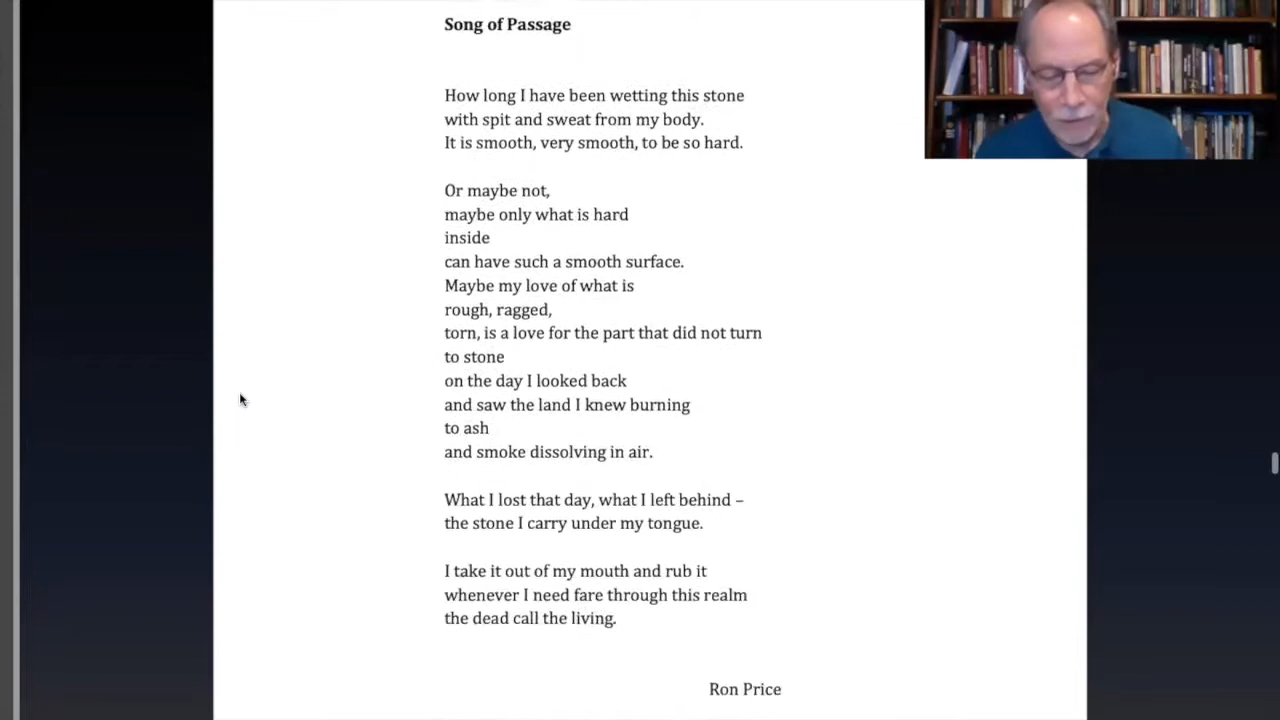 Song of Passage
How long I have been wetting this stone
with spit and sweat from my body.
It is smooth, very smooth, to be so hard.
Or maybe not,
maybe only what is hard
inside
can have such a smooth surface.
Maybe my love of what is
rough, ragged,
torn, is a love for the part that did not turn
to stone
on the day I looked back
and saw the land I knew burning
to ash
and smoke dissolving in air.
What I lost that day, what I left behind –
the stone I carry under my tongue.
I take it out of my mouth and rub it
whenever I need fare through this realm
the dead call the living.
Ron Price